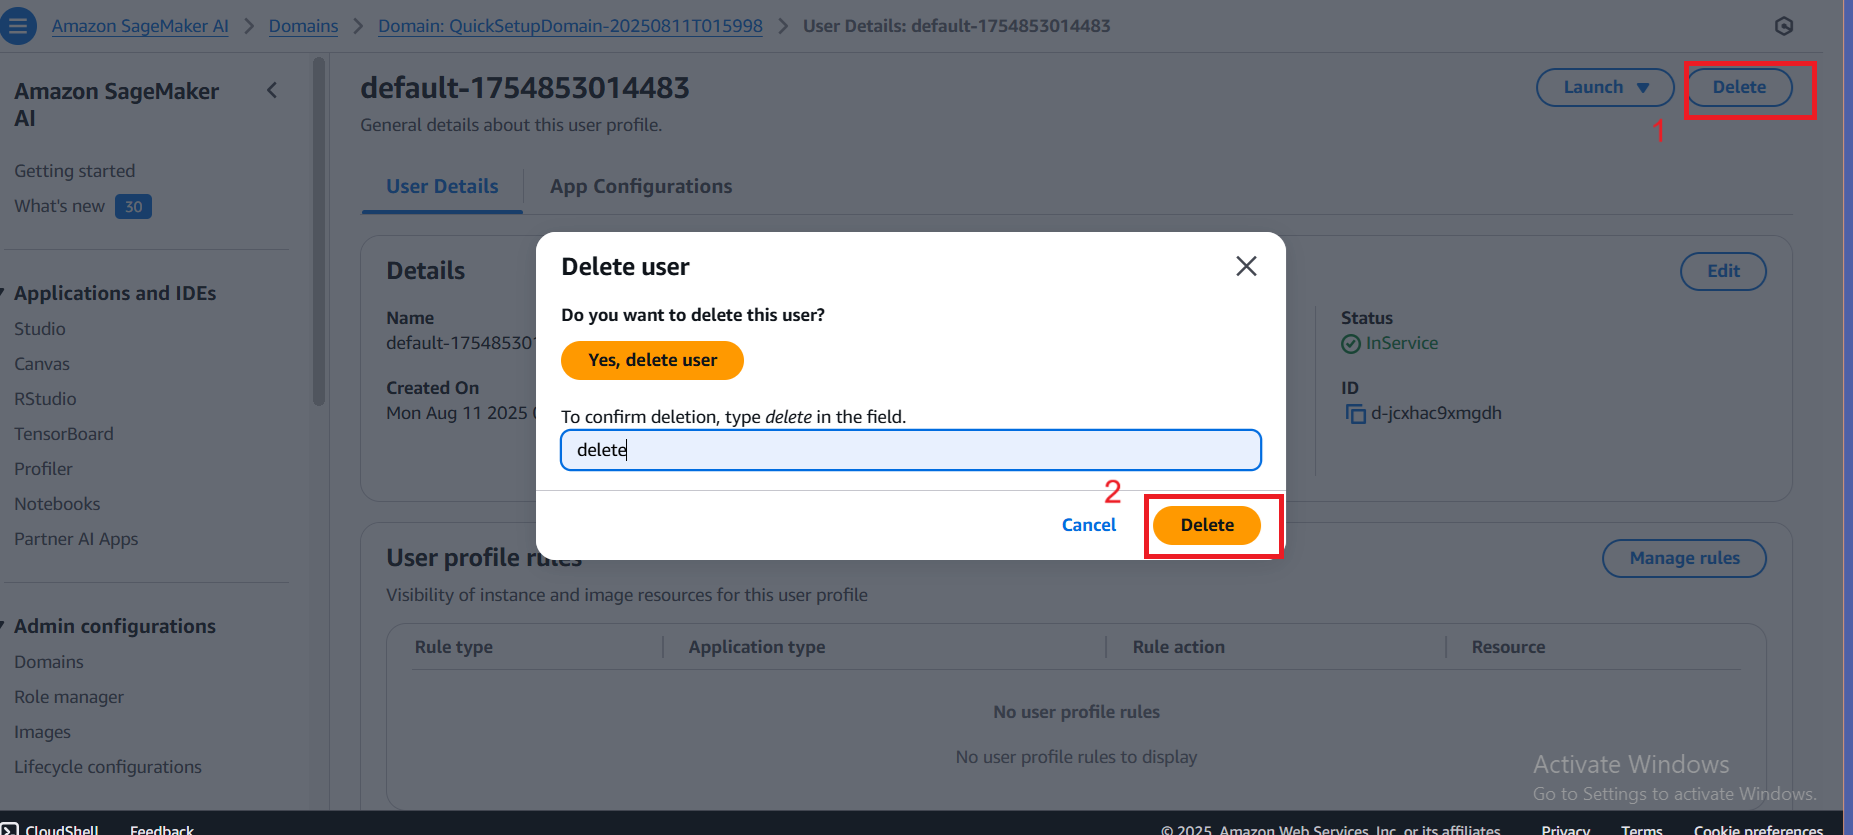 Amazon SageMaker AI > Domains > Domain: QuickSetupDomain-20250811T015998 > User Details: default-1754853014483
Amazon SageMaker
AI
Getting started
What's new 30
Applications and IDEs
Studio
Canvas
RStudio
TensorBoard
Profiler
Notebooks
Partner AI Apps
Admin configurations
Domains
Role manager
Images
Lifecycle configurations
default-1754853014483
Launch
Delete
1
General details about this user profile.
User Details
App Configurations
Details
Edit
Name
default-17548530
Created On
Mon Aug 11 2025
Status
InService
ID
d-jcxhac9xmgdh
Delete user
Do you want to delete this user?
Yes, delete user
To confirm deletion, type delete in the field.
delete
2
Cancel
Delete
User profile rules
Manage rules
Visibility of instance and image resources for this user profile
Rule type
Application type
Rule action
Resource
No user profile rules
No user profile rules to display
Activate Windows
Go to Settings to activate Windows.
CloudShell
Feedback
© 2025, Amazon Web Services, Inc. or its affiliates.
Privacy
Terms
Cookie preferences